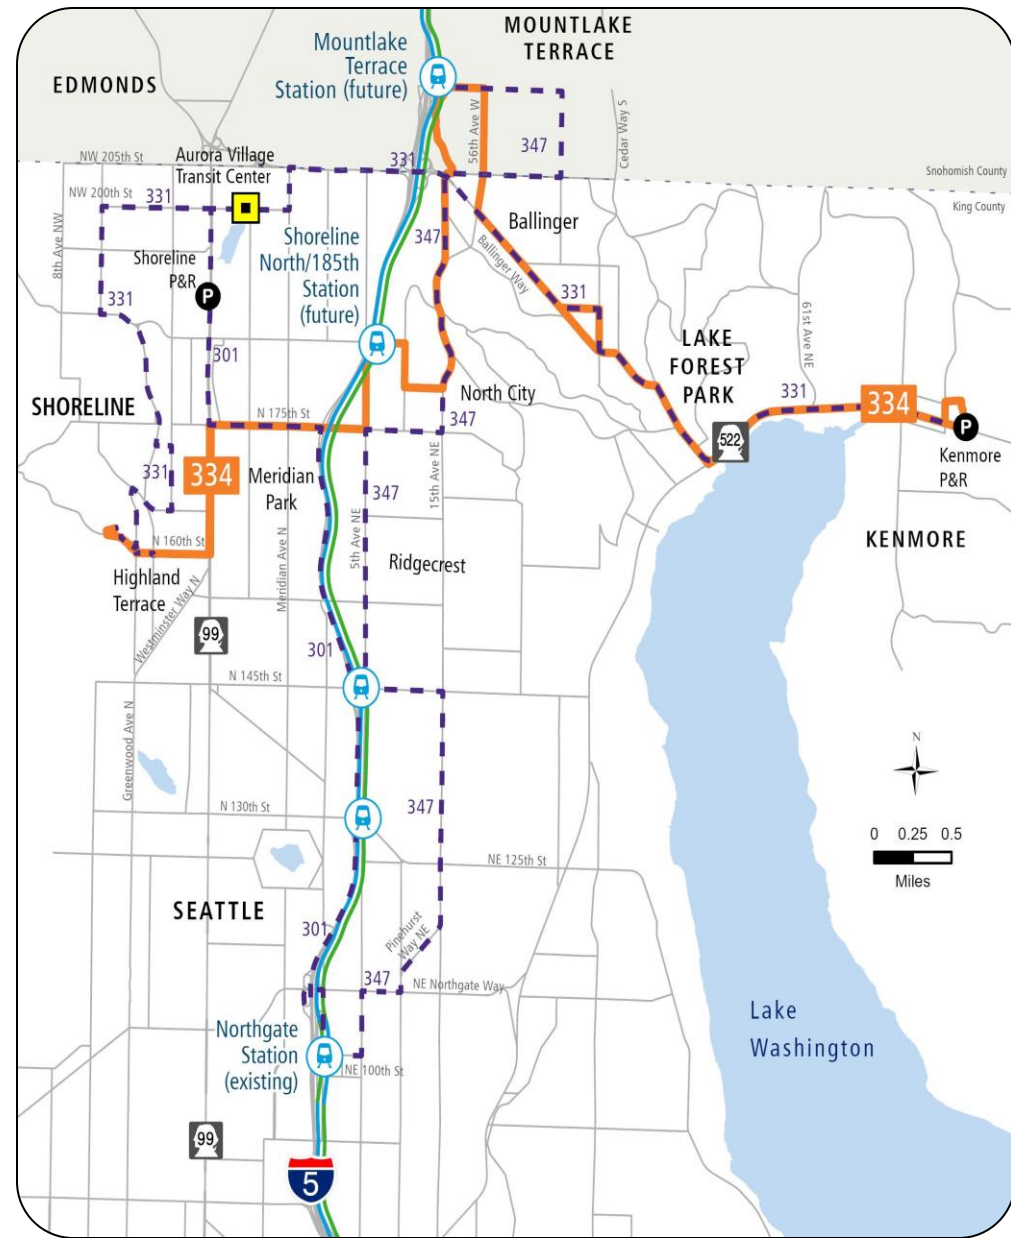 MOUNTLAKE
TERRACE
Mountlake
Terrace
Station (future)
EDMONDS
56th Ave W
347
Cedar Way S
NW 205th St
Aurora Village
Transit Center
331
Snohomish County
King County
NW 200th St
331
8th Ave NW
Shoreline
P&R
P
Shoreline
North/185th
Station
(future)
347
Ballinger
Ballinger Way
331
331
301
61st Ave NE
LAKE
FOREST
PARK
North City
SHORELINE
N 175th St
347
331
334
522
P
Kenmore
P&R
331
334
Meridian
Park
347
15th Ave NE
5th Ave NE
Meridian Ave N
Ridgecrest
KENMORE
N 160th St
Highland
Terrace
Westminster Way N
99
301
N 145th St
Greenwood Ave N
N 130th St
347
NE 125th St
N
0 0.25 0.5
Miles
SEATTLE
301
Pinehurst
Way NE
347
NE Northgate Way
Northgate
Station
(existing)
NE 100th St
Lake
Washington
99
5